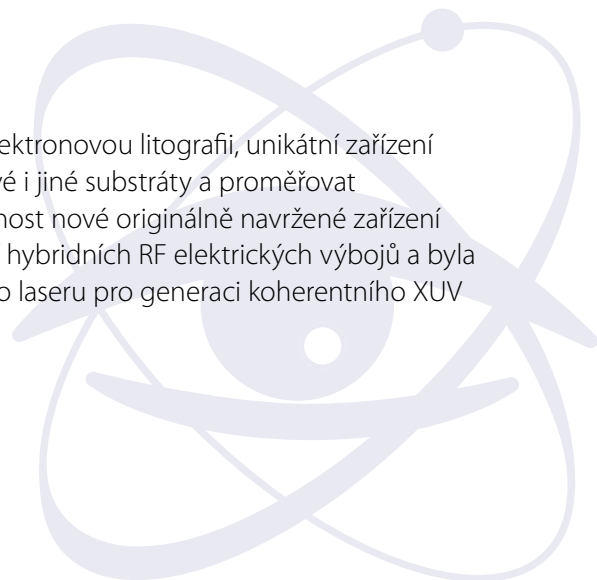 ektronovou litografii, unikátní zařízení
é i jiné substráty a proměřovat
nost nové originálně navržené zařízení
hybridních RF elektrických výbojů a byla
o laseru pro generaci koherentního XUV